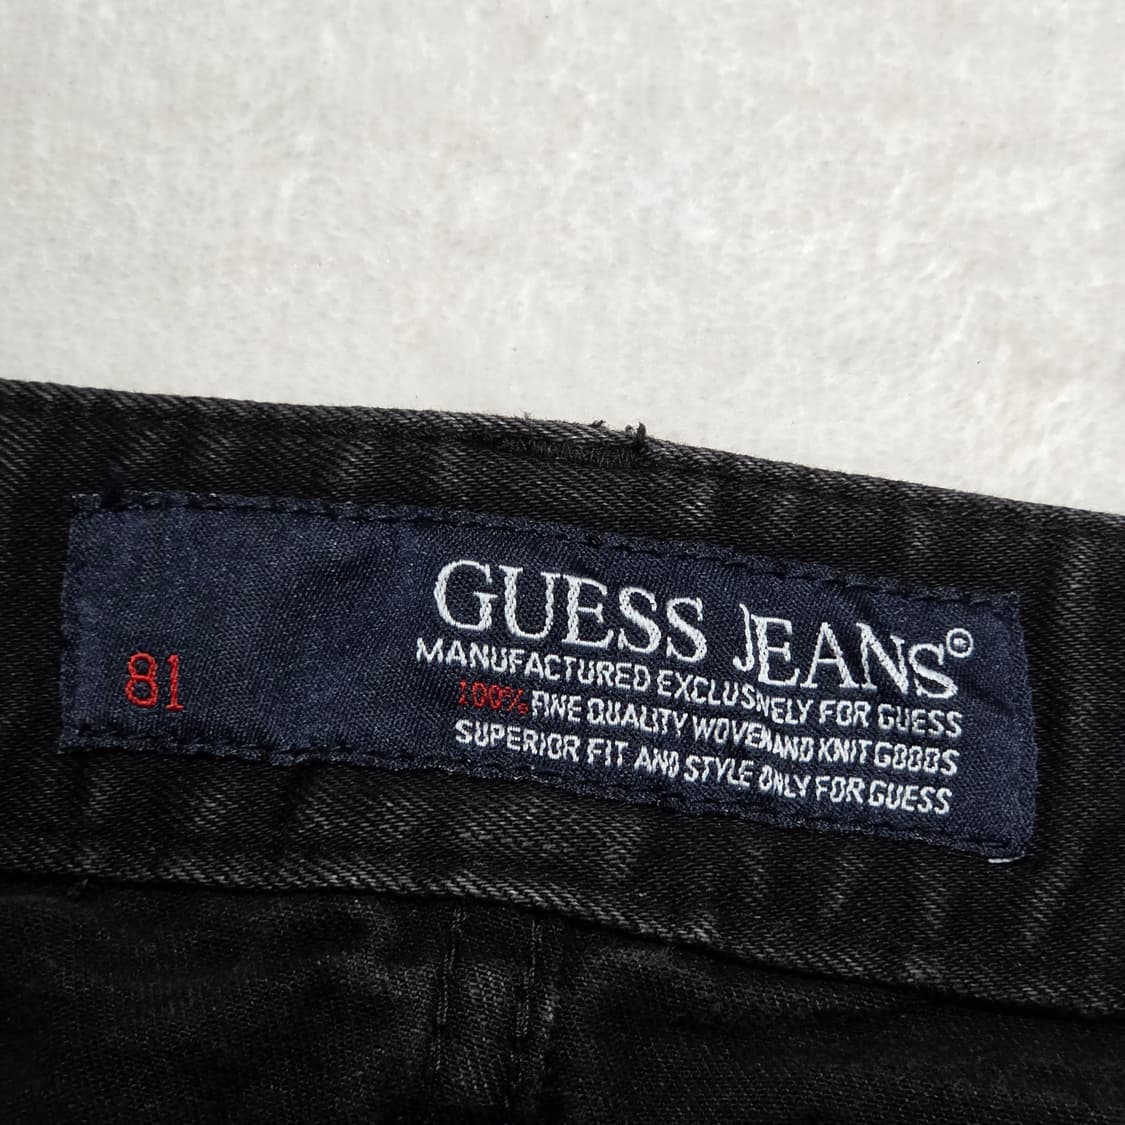 GUESS JEANS®
MANUFACTURED EXCLUSIVELY FOR GUESS
100% FINE QUALITY WOVEN AND KNIT GOODS
SUPERIOR FIT AND STYLE ONLY FOR GUESS
81